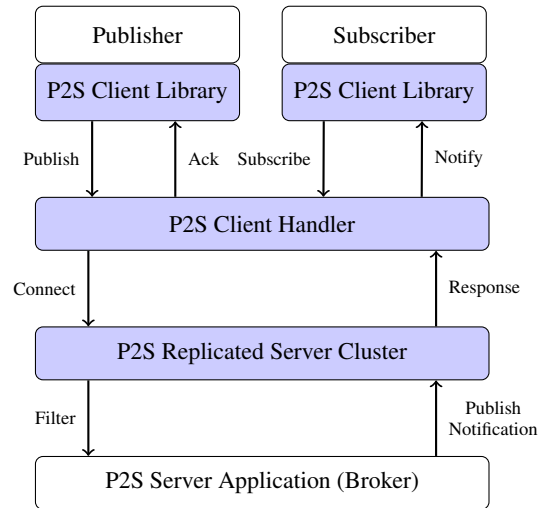 Publisher
Subscriber
P2S Client Library
P2S Client Library
Publish
Ack
Subscribe
Notify
P2S Client Handler
Connect
Response
P2S Replicated Server Cluster
Filter
Publish
Notification
P2S Server Application (Broker)